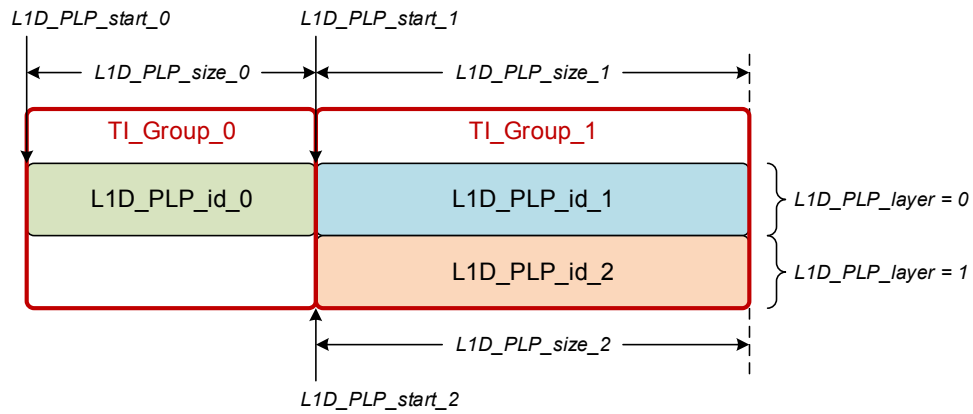 L1D_PLP_start_0
L1D_PLP_start_1
L1D_PLP_size_0
L1D_PLP_size_1
TI_Group_0
TI_Group_1
L1D_PLP_id_0
L1D_PLP_id_1
L1D_PLP_layer = 0
L1D_PLP_id_2
L1D_PLP_layer = 1
L1D_PLP_size_2
L1D_PLP_start_2